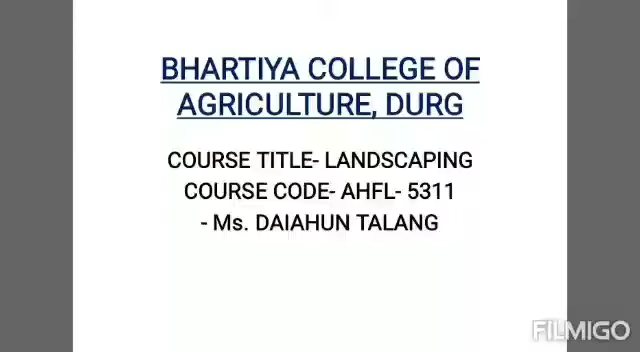 BHARTIYA COLLEGE OF
AGRICULTURE, DURG
COURSE TITLE- LANDSCAPING
COURSE CODE- AHFL- 5311
- Ms. DAIAHUN TALANG
FILMIGO